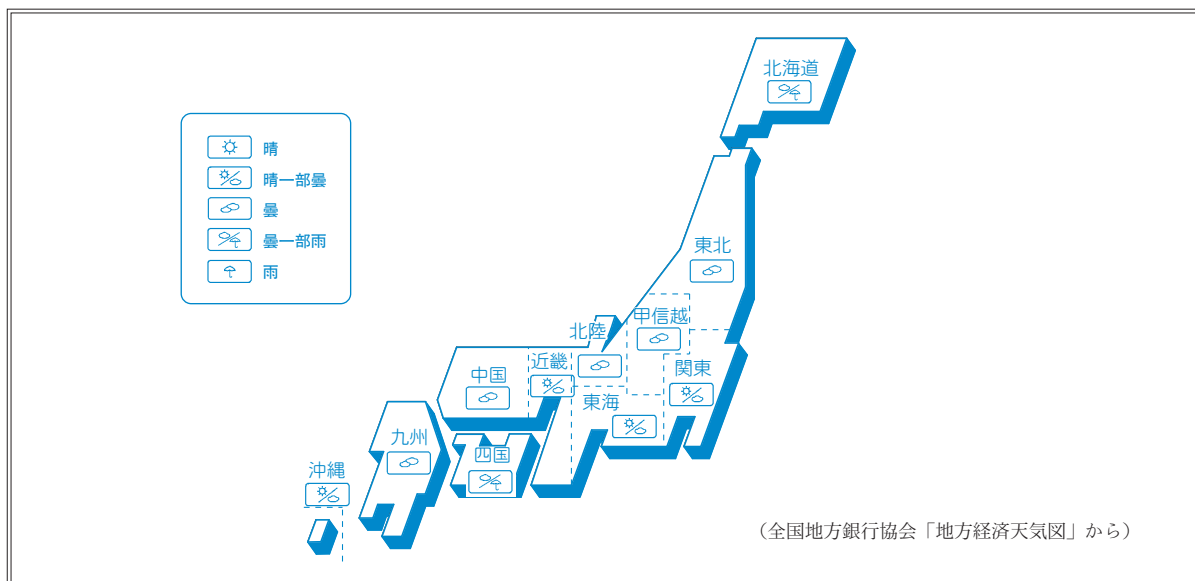 晴
晴一部曇
曇
曇一部雨
雨
北海道
東北
甲信越
北陸
近畿
関東
中国
東海
九州
四国
沖縄
（全国地方銀行協会「地方経済天気図」から）